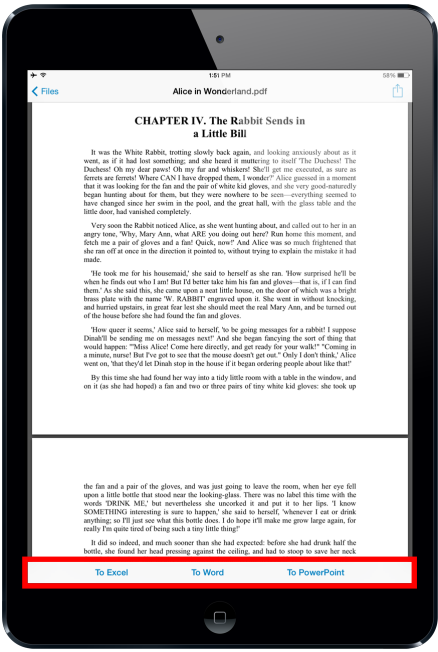 1:51 PM
58%
Files
Alice in Wonderland.pdf
CHAPTER IV. The Rabbit Sends in
a Little Bill
It was the White Rabbit, trotting slowly back again, and looking anxiously about as it
went, as if it had lost something; and she heard it muttering to itself 'The Duchess! The
Duchess! Oh my dear paws! Oh my fur and whiskers! She'll get me executed, as sure as
ferrets are ferrets! Where CAN I have dropped them, I wonder?' Alice guessed in a moment
that it was looking for the fan and the pair of white kid gloves, and she very good-naturedly
began hunting about for them, but they were nowhere to be seen—everything seemed to
have changed since her swim in the pool, and the great hall, with the glass table and the
little door, had vanished completely.
Very soon the Rabbit noticed Alice, as she went hunting about, and called out to her in an
angry tone, 'Why, Mary Ann, what ARE you doing out here? Run home this moment, and
fetch me a pair of gloves and a fan! Quick, now!' And Alice was so much frightened that
she ran off at once in the direction it pointed to, without trying to explain the mistake it had
made.
'He took me for his housemaid,' she said to herself as she ran. 'How surprised he'll be
when he finds out who I am! But I'd better take him his fan and gloves—that is, if I can find
them.' As she said this, she came upon a neat little house, on the door of which was a bright
brass plate with the name 'W. RABBIT' engraved upon it. She went in without knocking,
and hurried upstairs, in great fear lest she should meet the real Mary Ann, and be turned out
of the house before she had found the fan and gloves.
'How queer it seems,' Alice said to herself, 'to be going messages for a rabbit! I suppose
Dinah'll be sending me on messages next!' And she began fancying the sort of thing that
would happen: '"Miss Alice! Come here directly, and get ready for your walk!" "Coming in
a minute, nurse! But I've got to see that the mouse doesn't get out." Only I don't think,' Alice
went on, 'that they'd let Dinah stop in the house if it began ordering people about like that!'
By this time she had found her way into a tidy little room with a table in the window, and
on it (as she had hoped) a fan and two or three pairs of tiny white kid gloves: she took up
the fan and a pair of the gloves, and was just going to leave the room, when her eye fell
upon a little bottle that stood near the looking-glass. There was no label this time with the
words 'DRINK ME,' but nevertheless she uncorked it and put it to her lips. 'I know
SOMETHING interesting is sure to happen,' she said to herself, 'whenever I eat or drink
anything; so I'll just see what this bottle does. I do hope it'll make me grow large again, for
really I'm quite tired of being such a tiny little thing!'
It did so indeed, and much sooner than she had expected: before she had drunk half the
bottle, she found her head pressing against the ceiling, and had to stoop to save her neck
To Excel To Word To PowerPoint